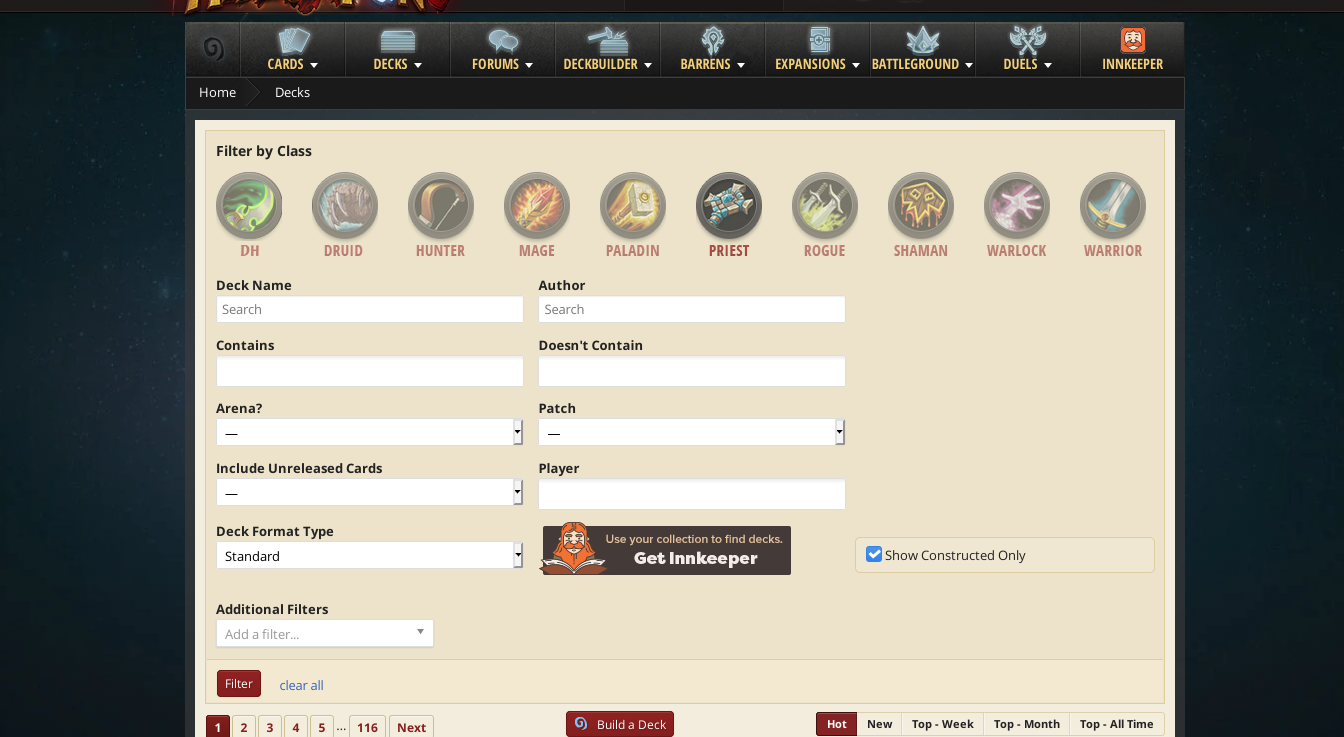 CARDS DECKS FORUMS DECKBUILDER BARRENS EXPANSIONS BATTLEGROUND DUELS INNKEEPER
Home Decks
Filter by Class
DH DRUID HUNTER MAGE PALADIN PRIEST ROGUE SHAMAN WARLOCK WARRIOR
Deck Name Author
Search Search
Contains Doesn't Contain
Arena? Patch
— —
Include Unreleased Cards Player
—
Deck Format Type
Use your collection to find decks.
Standard Get Innkeeper Show Constructed Only
Additional Filters
Add a filter...
Filter clear all
1 2 3 4 5 ... 116 Next Build a Deck Hot New Top - Week Top - Month Top - All Time